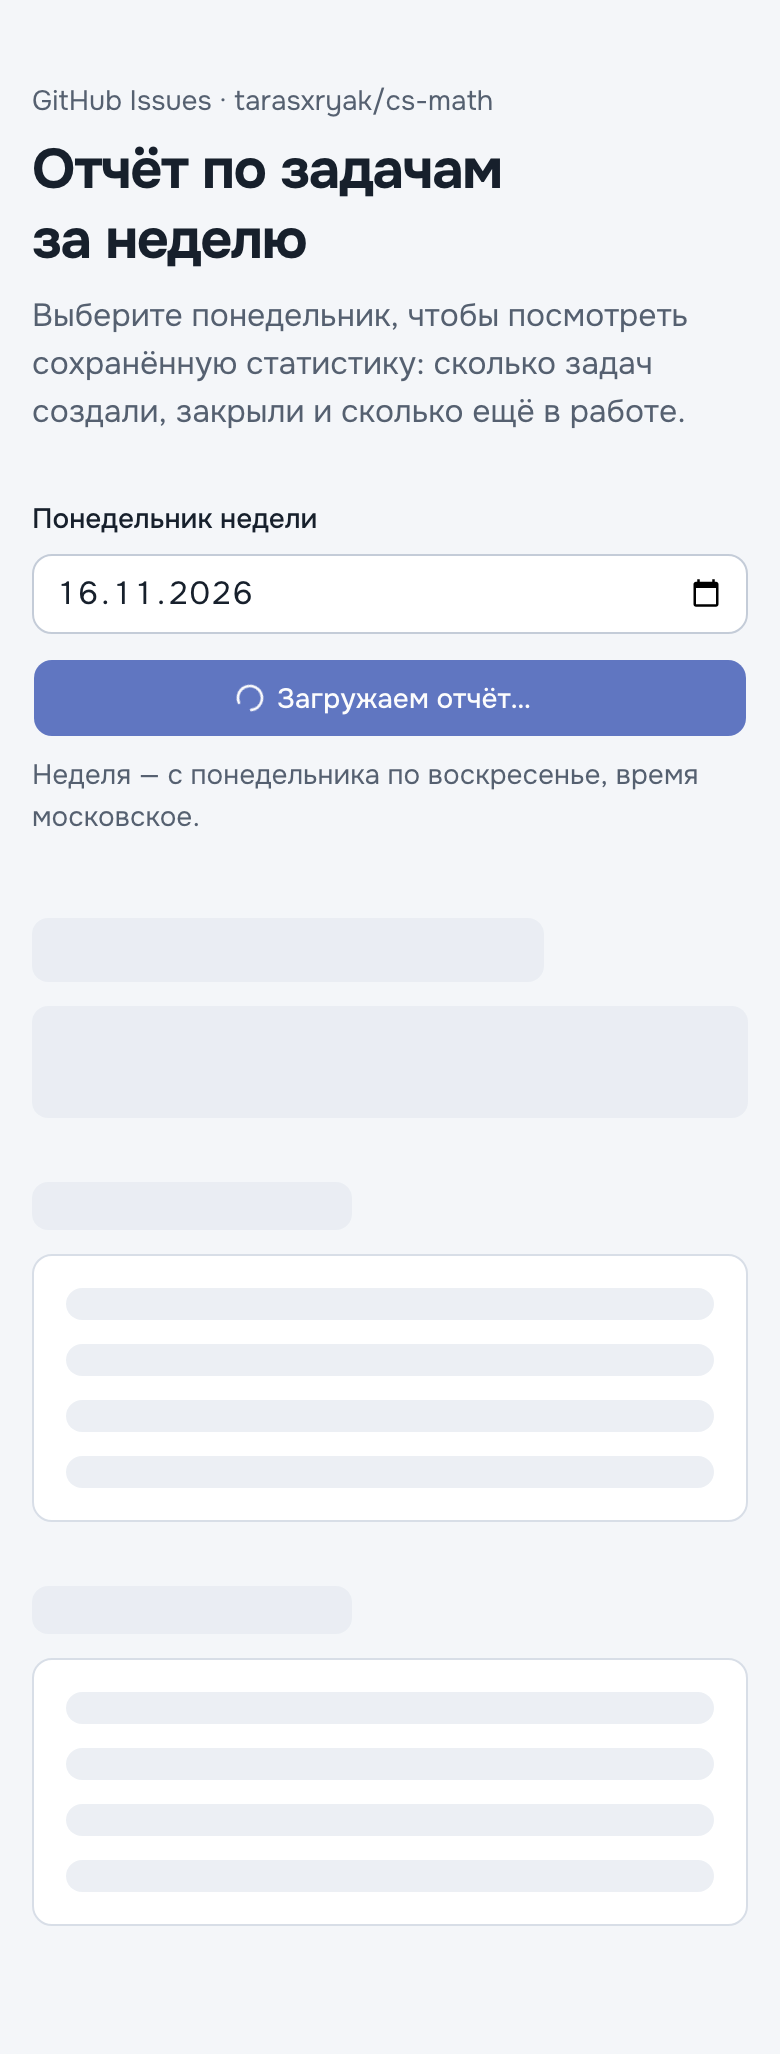 GitHub Issues · tarasxryak/cs-math
Отчёт по задачам
за неделю
Выберите понедельник, чтобы посмотреть
сохранённую статистику: сколько задач
создали, закрыли и сколько ещё в работе.
Понедельник недели
16.11.2026
Загружаем отчёт…
Неделя — с понедельника по воскресенье, время
московское.